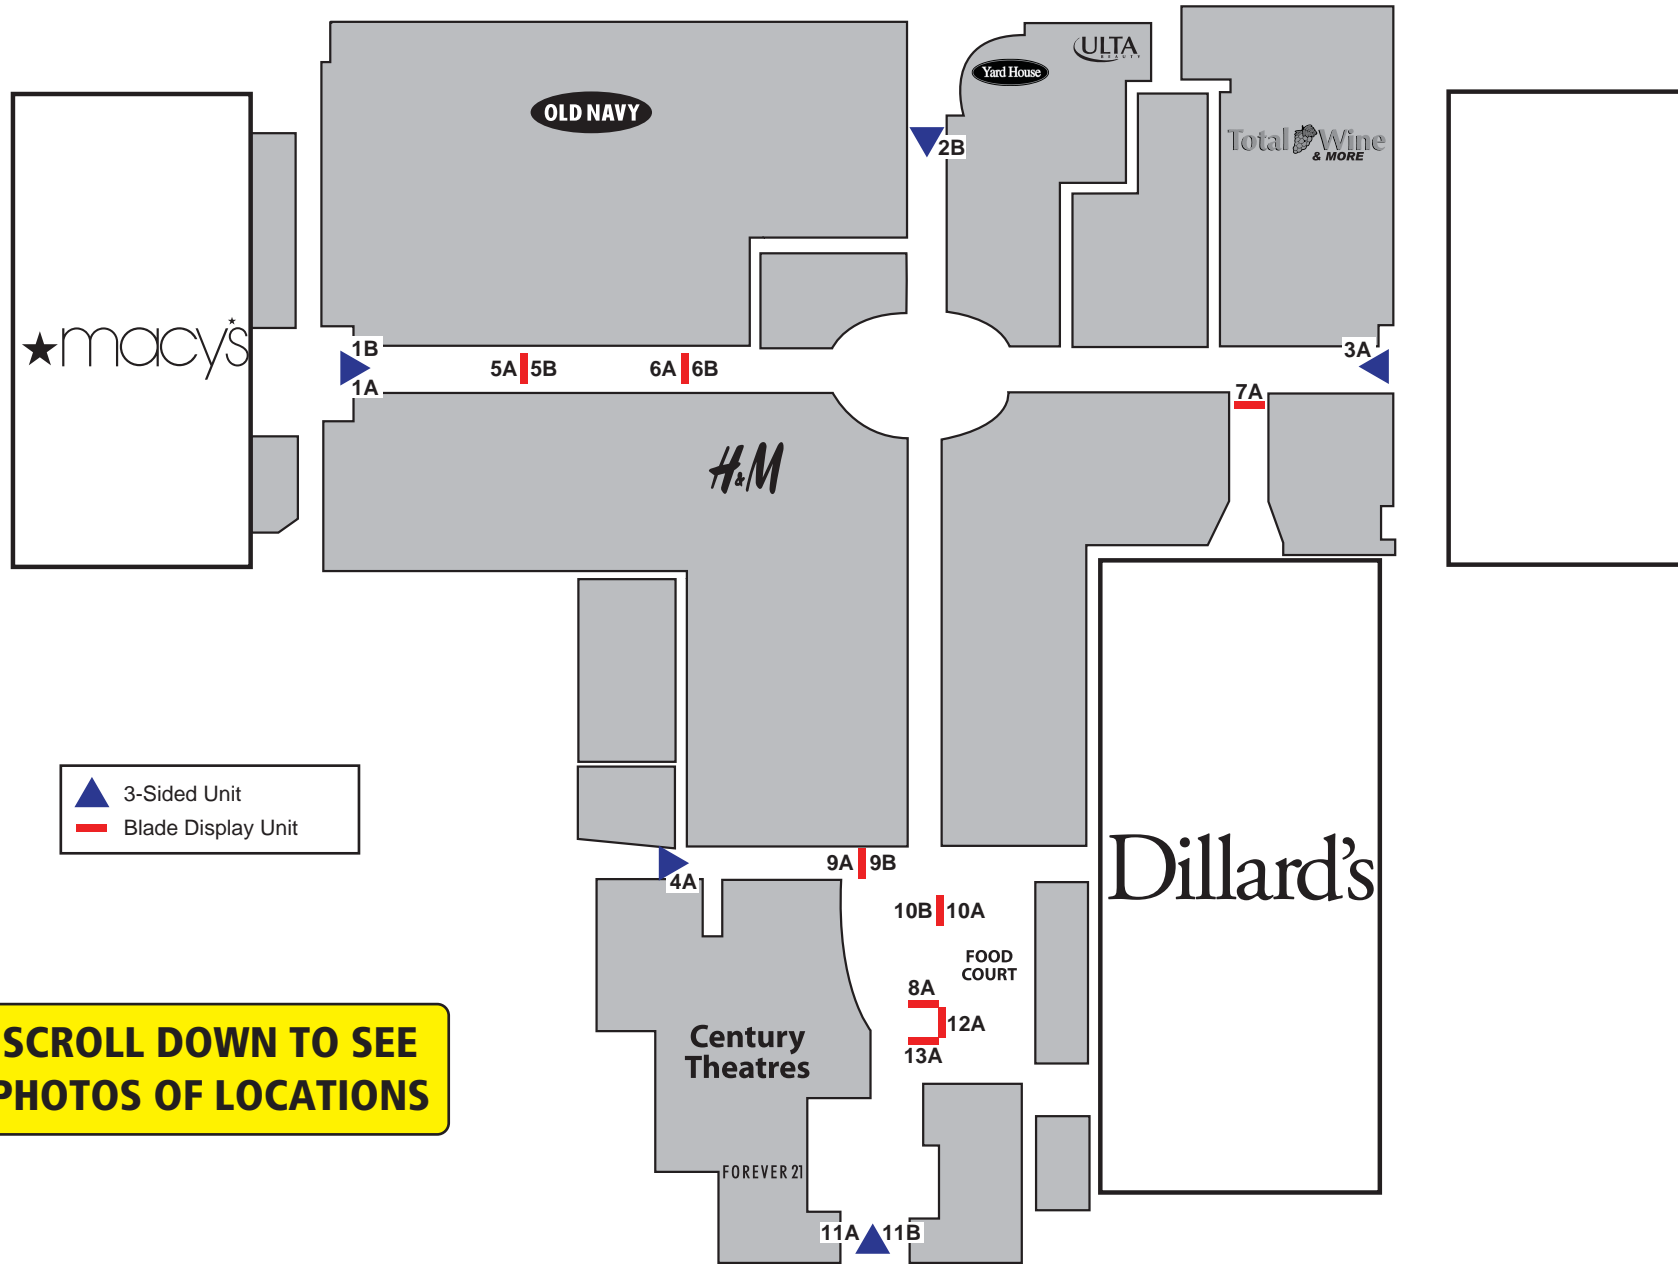 ULTA
BEAUTY
Yard House
OLD NAVY
2B
Total Wine
& MORE
macy's
1B
1A
5A 5B
6A 6B
3A
7A
H&M
3-Sided Unit
Blade Display Unit
9A 9B
4A
Dillard's
10B 10A
FOOD
COURT
8A
12A
13A
Century
Theatres
SCROLL DOWN TO SEE
PHOTOS OF LOCATIONS
FOREVER 21
11A 11B